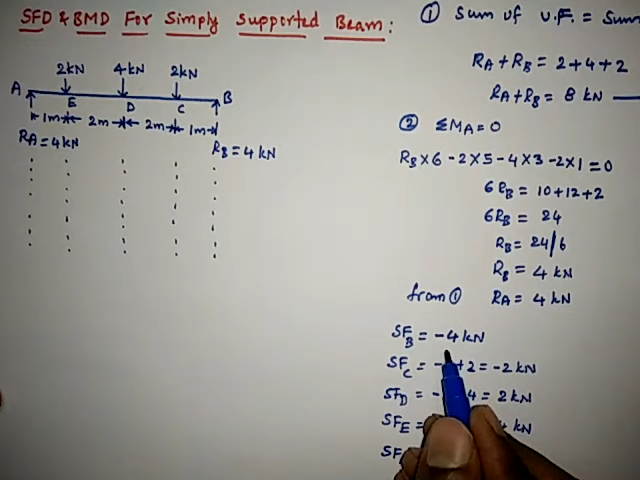 SFD & BMD For Simply Supported Beam:
2kN 4kN 2kN
A B
E D C
1m 2m 2m 1m
RA = 4kN RB = 4 kN
① Sum of U.F. = Sum
RA + RB = 2+4+2
RA + RB = 8 kN
② ΣMA = 0
RB×6 - 2×5 - 4×3 - 2×1 = 0
6RB = 10+12+2
6RB = 24
RB = 24/6
RB = 4 kN
from ① RA = 4 kN
SFB = -4 kN
SFC = - +2 = -2 kN
SFD = - 4 = 2 kN
SFE = kN
SF